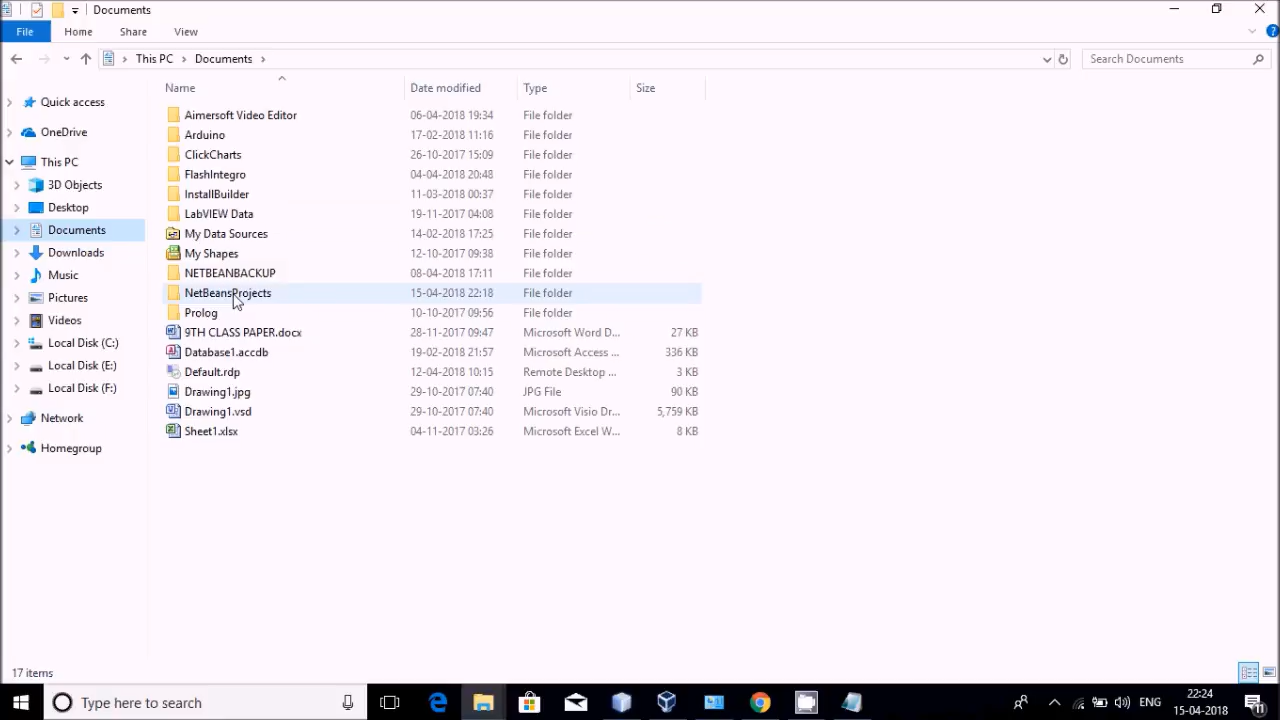 Documents
File Home Share View
This PC Documents
Search Documents
Name Date modified Type Size
Quick access
OneDrive
This PC
3D Objects
Desktop
Documents
Downloads
Music
Pictures
Videos
Local Disk (C:)
Local Disk (E:)
Local Disk (F:)
Network
Homegroup
Aimersoft Video Editor 06-04-2018 19:34 File folder
Arduino 17-02-2018 11:16 File folder
ClickCharts 26-10-2017 15:09 File folder
FlashIntegro 04-04-2018 20:48 File folder
InstallBuilder 11-03-2018 00:37 File folder
LabVIEW Data 19-11-2017 04:08 File folder
My Data Sources 14-02-2018 17:25 File folder
My Shapes 12-10-2017 09:38 File folder
NETBEANBACKUP 08-04-2018 17:11 File folder
NetBeansProjects 15-04-2018 22:18 File folder
Prolog 10-10-2017 09:56 File folder
9TH CLASS PAPER.docx 28-11-2017 09:47 Microsoft Word D... 27 KB
Database1.accdb 19-02-2018 21:57 Microsoft Access ... 336 KB
Default.rdp 12-04-2018 10:15 Remote Desktop ... 3 KB
Drawing1.jpg 29-10-2017 07:40 JPG File 90 KB
Drawing1.vsd 29-10-2017 07:40 Microsoft Visio Dr... 5,759 KB
Sheet1.xlsx 04-11-2017 03:26 Microsoft Excel W... 8 KB
17 items
Type here to search
ENG
22:24
15-04-2018
11